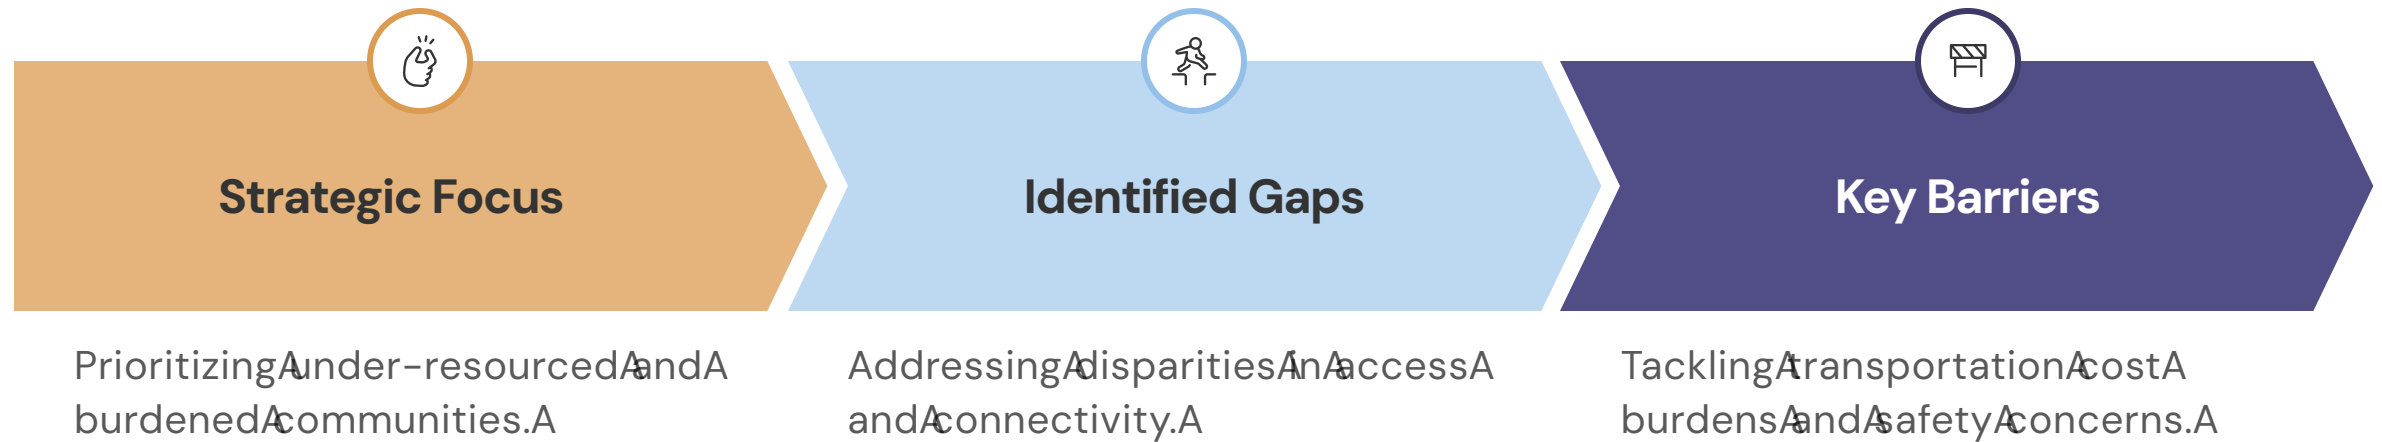 Strategic Focus
Identified Gaps
Key Barriers
PrioritizingAunder-resourcedAandA
burdenedAcommunities.A
AddressingAdisparitiesAinAaccessA
andAconnectivity.A
TacklingAtransportationAcostA
burdensAandAsafetyAconcerns.A